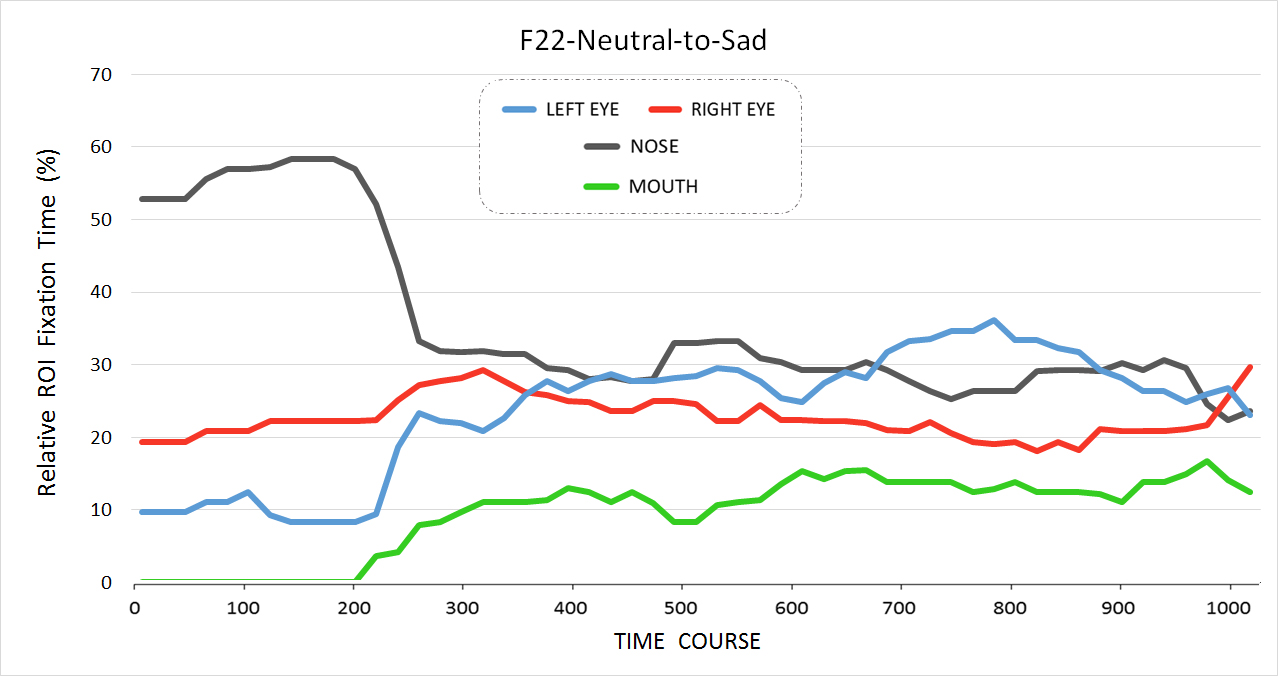 F22-Neutral-to-Sad
70
60
50
40
30
20
10
0
Relative ROI Fixation Time (%)
LEFT EYE RIGHT EYE
NOSE
MOUTH
0 100 200 300 400 500 600 700 800 900 1000
TIME COURSE